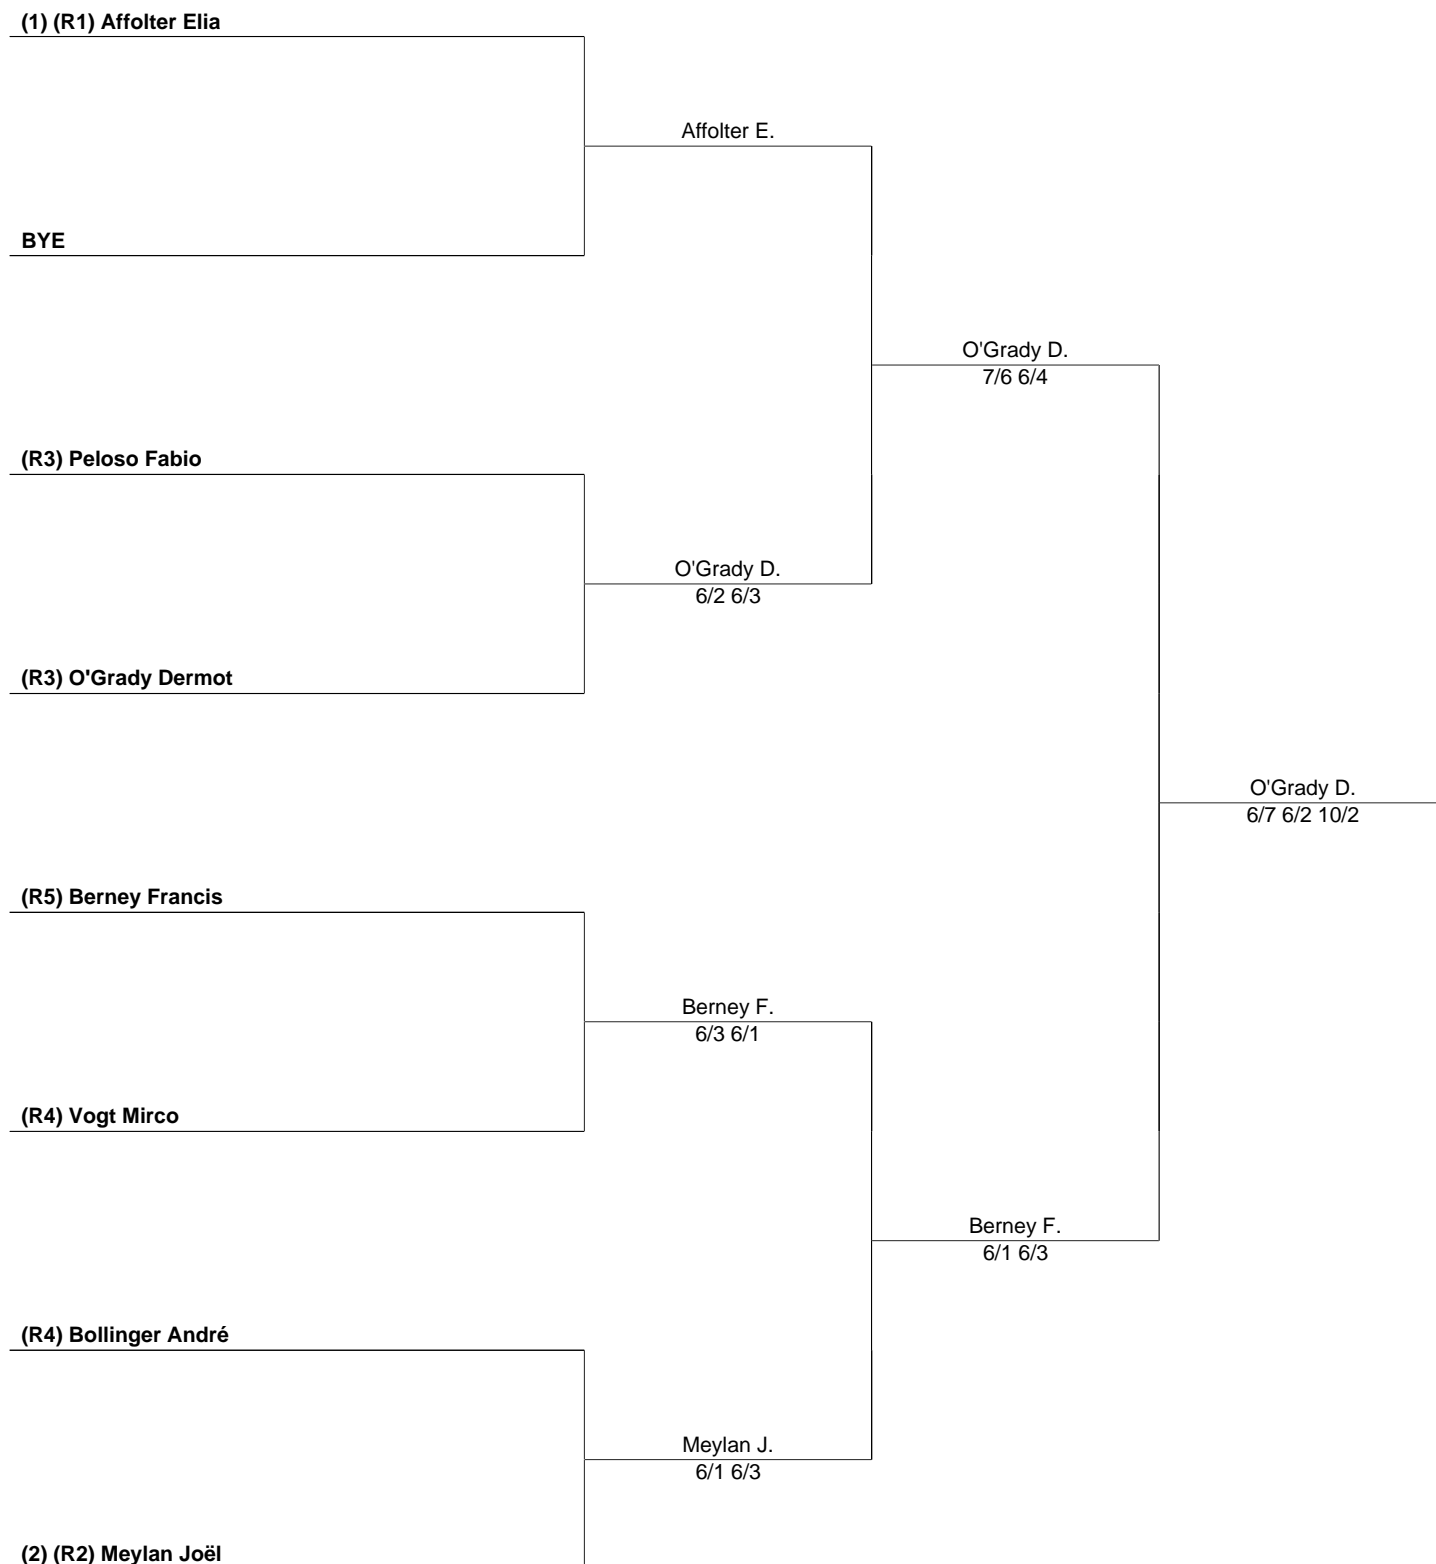 (1) (R1) Affolter Elia
Affolter E.
BYE
O'Grady D.
7/6 6/4
(R3) Peloso Fabio
O'Grady D.
6/2 6/3
(R3) O'Grady Dermot
O'Grady D.
6/7 6/2 10/2
(R5) Berney Francis
Berney F.
6/3 6/1
(R4) Vogt Mirco
Berney F.
6/1 6/3
(R4) Bollinger André
Meylan J.
6/1 6/3
(2) (R2) Meylan Joël